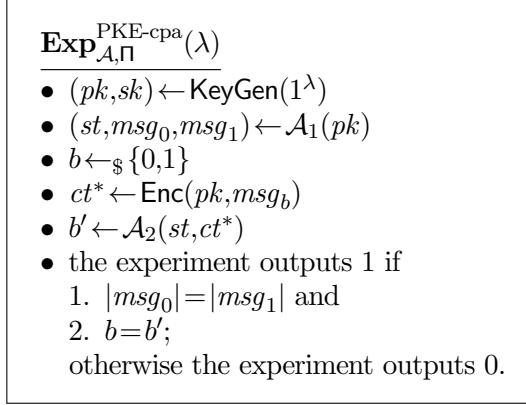 Exp^{PKE-cpa}_{𝒜,Π}(λ)
• (pk,sk)←KeyGen(1^λ)
• (st,msg_0,msg_1)←𝒜_1(pk)
• b←_${0,1}
• ct*←Enc(pk,msg_b)
• b′←𝒜_2(st,ct*)
• the experiment outputs 1 if
1. |msg_0|=|msg_1| and
2. b=b′;
otherwise the experiment outputs 0.